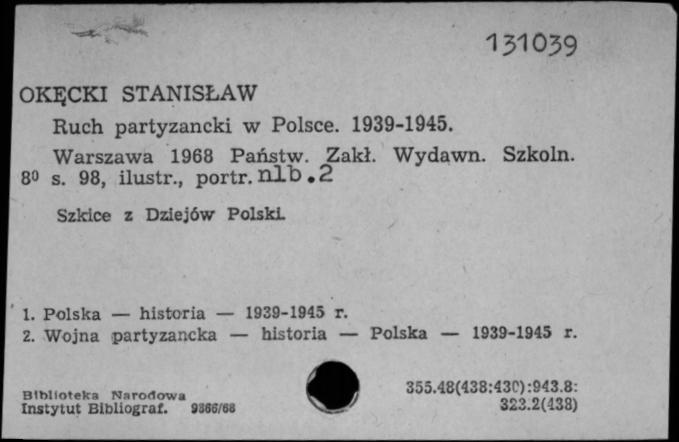 131039
OKĘCKI STANISŁAW
Ruch partyzancki w Polsce. 1939-1945.
Warszawa 1968 Państw. Zakł. Wydawn. Szkoln.
8⁰ s. 98, ilustr., portr. nlb.2
Szkice z Dziejów Polski.
1. Polska — historia — 1939-1945 r.
2. Wojna partyzancka — historia — Polska — 1939-1945 r.
Biblioteka Narodowa
Instytut Bibliograf. 9366/68
355.48(438:430):943.8:
323.2(438)